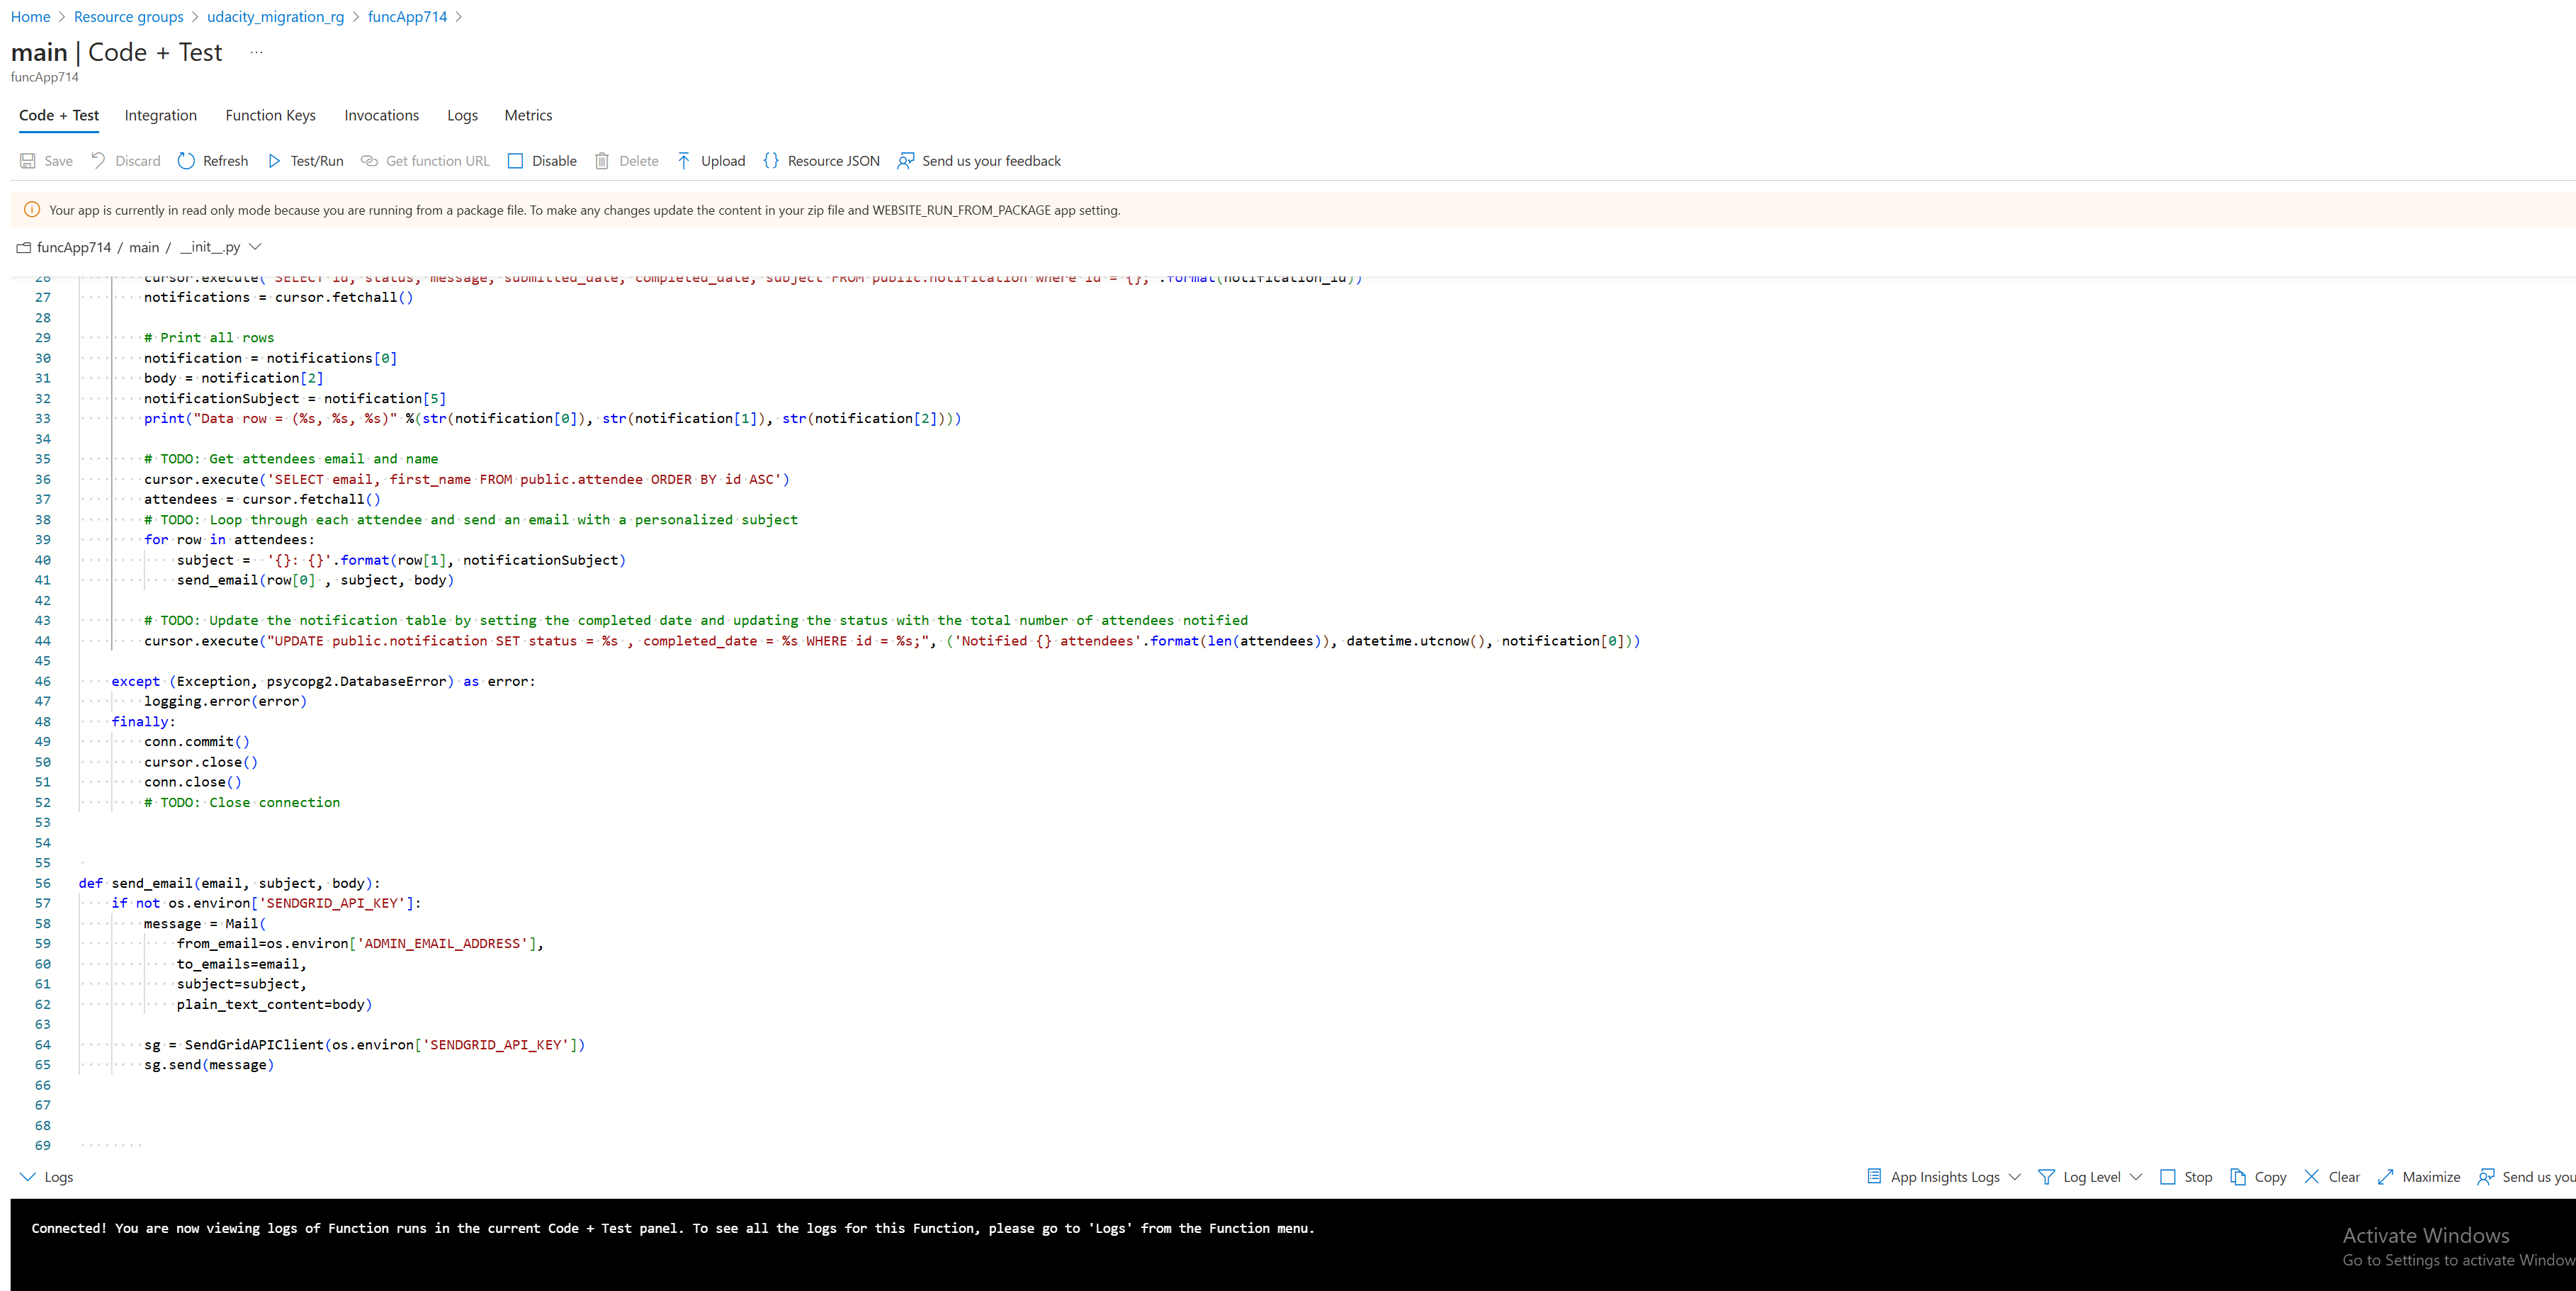 Home > Resource groups > udacity_migration_rg > funcApp714 >
main | Code + Test ...
funcApp714
Code + Test Integration Function Keys Invocations Logs Metrics
Save Discard Refresh Test/Run Get function URL Disable Delete Upload Resource JSON Send us your feedback
Your app is currently in read only mode because you are running from a package file. To make any changes update the content in your zip file and WEBSITE_RUN_FROM_PACKAGE app setting.
funcApp714 / main / __init__.py
26 cursor.execute('SELECT id, status, message, submitted_date, completed_date, subject FROM public.notification where id = {};'.format(notification_id))
27 notifications = cursor.fetchall()
28
29 # Print all rows
30 notification = notifications[0]
31 body = notification[2]
32 notificationSubject = notification[5]
33 print("Data row = (%s, %s, %s)" %(str(notification[0]), str(notification[1]), str(notification[2])))
34
35 # TODO: Get attendees email and name
36 cursor.execute('SELECT email, first_name FROM public.attendee ORDER BY id ASC')
37 attendees = cursor.fetchall()
38 # TODO: Loop through each attendee and send an email with a personalized subject
39 for row in attendees:
40 subject =  '{}: {}'.format(row[1], notificationSubject)
41 send_email(row[0] , subject, body)
42
43 # TODO: Update the notification table by setting the completed date and updating the status with the total number of attendees notified
44 cursor.execute("UPDATE public.notification SET status = %s , completed_date = %s WHERE id = %s;", ('Notified {} attendees'.format(len(attendees)), datetime.utcnow(), notification[0]))
45
46 except (Exception, psycopg2.DatabaseError) as error:
47 logging.error(error)
48 finally:
49 conn.commit()
50 cursor.close()
51 conn.close()
52 # TODO: Close connection
53
54
55
56 def send_email(email, subject, body):
57 if not os.environ['SENDGRID_API_KEY']:
58 message = Mail(
59 from_email=os.environ['ADMIN_EMAIL_ADDRESS'],
60 to_emails=email,
61 subject=subject,
62 plain_text_content=body)
63
64 sg = SendGridAPIClient(os.environ['SENDGRID_API_KEY'])
65 sg.send(message)
66
67
68
69
Logs App Insights Logs Log Level Stop Copy Clear Maximize Send us you
Connected! You are now viewing logs of Function runs in the current Code + Test panel. To see all the logs for this Function, please go to 'Logs' from the Function menu.
Activate Windows
Go to Settings to activate Window